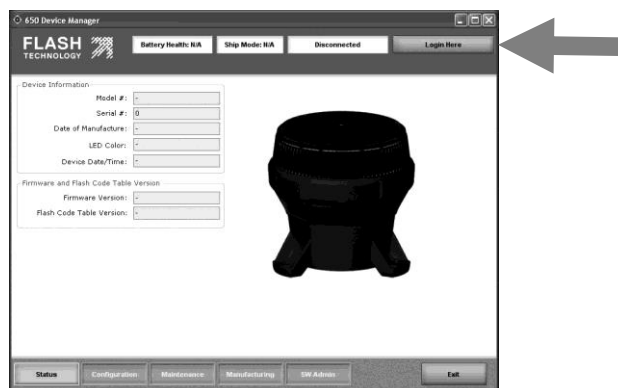 650 Device Manager
FLASH
TECHNOLOGY
Battery Health: N/A
Ship Mode: N/A
Disconnected
Login Here
Device Information
Model #: -
Serial #: 0
Date of Manufacture: -
LED Color: -
Device Date/Time: -
Firmware and Flash Code Table Version
Firmware Version: -
Flash Code Table Version: -
Status
Configuration
Maintenance
Manufacturing
SW Admin
Exit